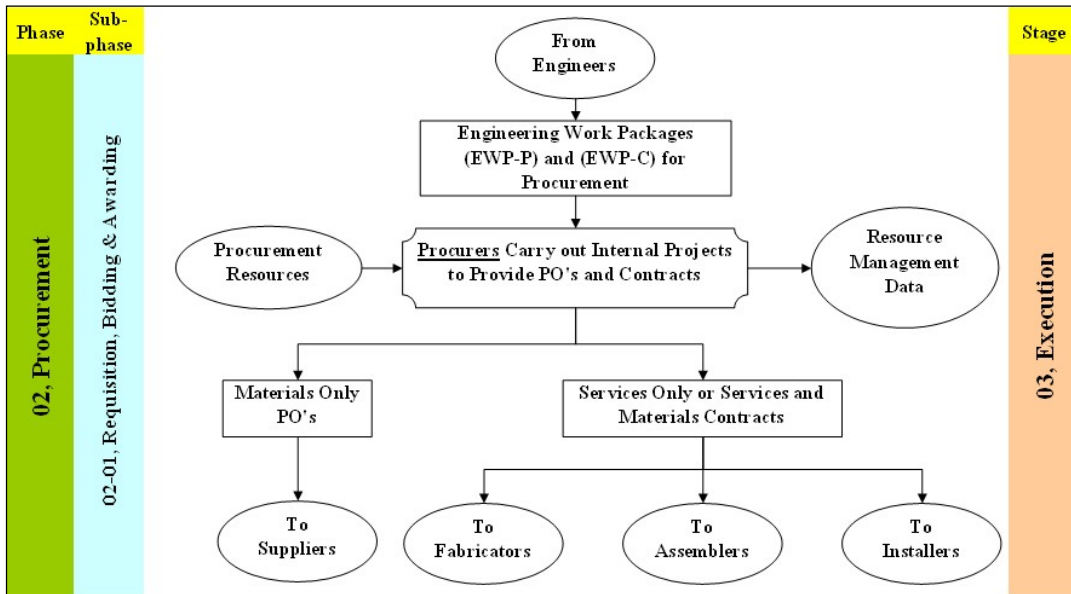 Phase
Sub-
phase
Stage
02, Procurement
02-01, Requisition, Bidding & Awarding
03, Execution
From
Engineers
Engineering Work Packages
(EWP-P) and (EWP-C) for
Procurement
Procurement
Resources
Procurers Carry out Internal Projects
to Provide PO's and Contracts
Resource
Management
Data
Materials Only
PO's
Services Only or Services and
Materials Contracts
To
Suppliers
To
Fabricators
To
Assemblers
To
Installers